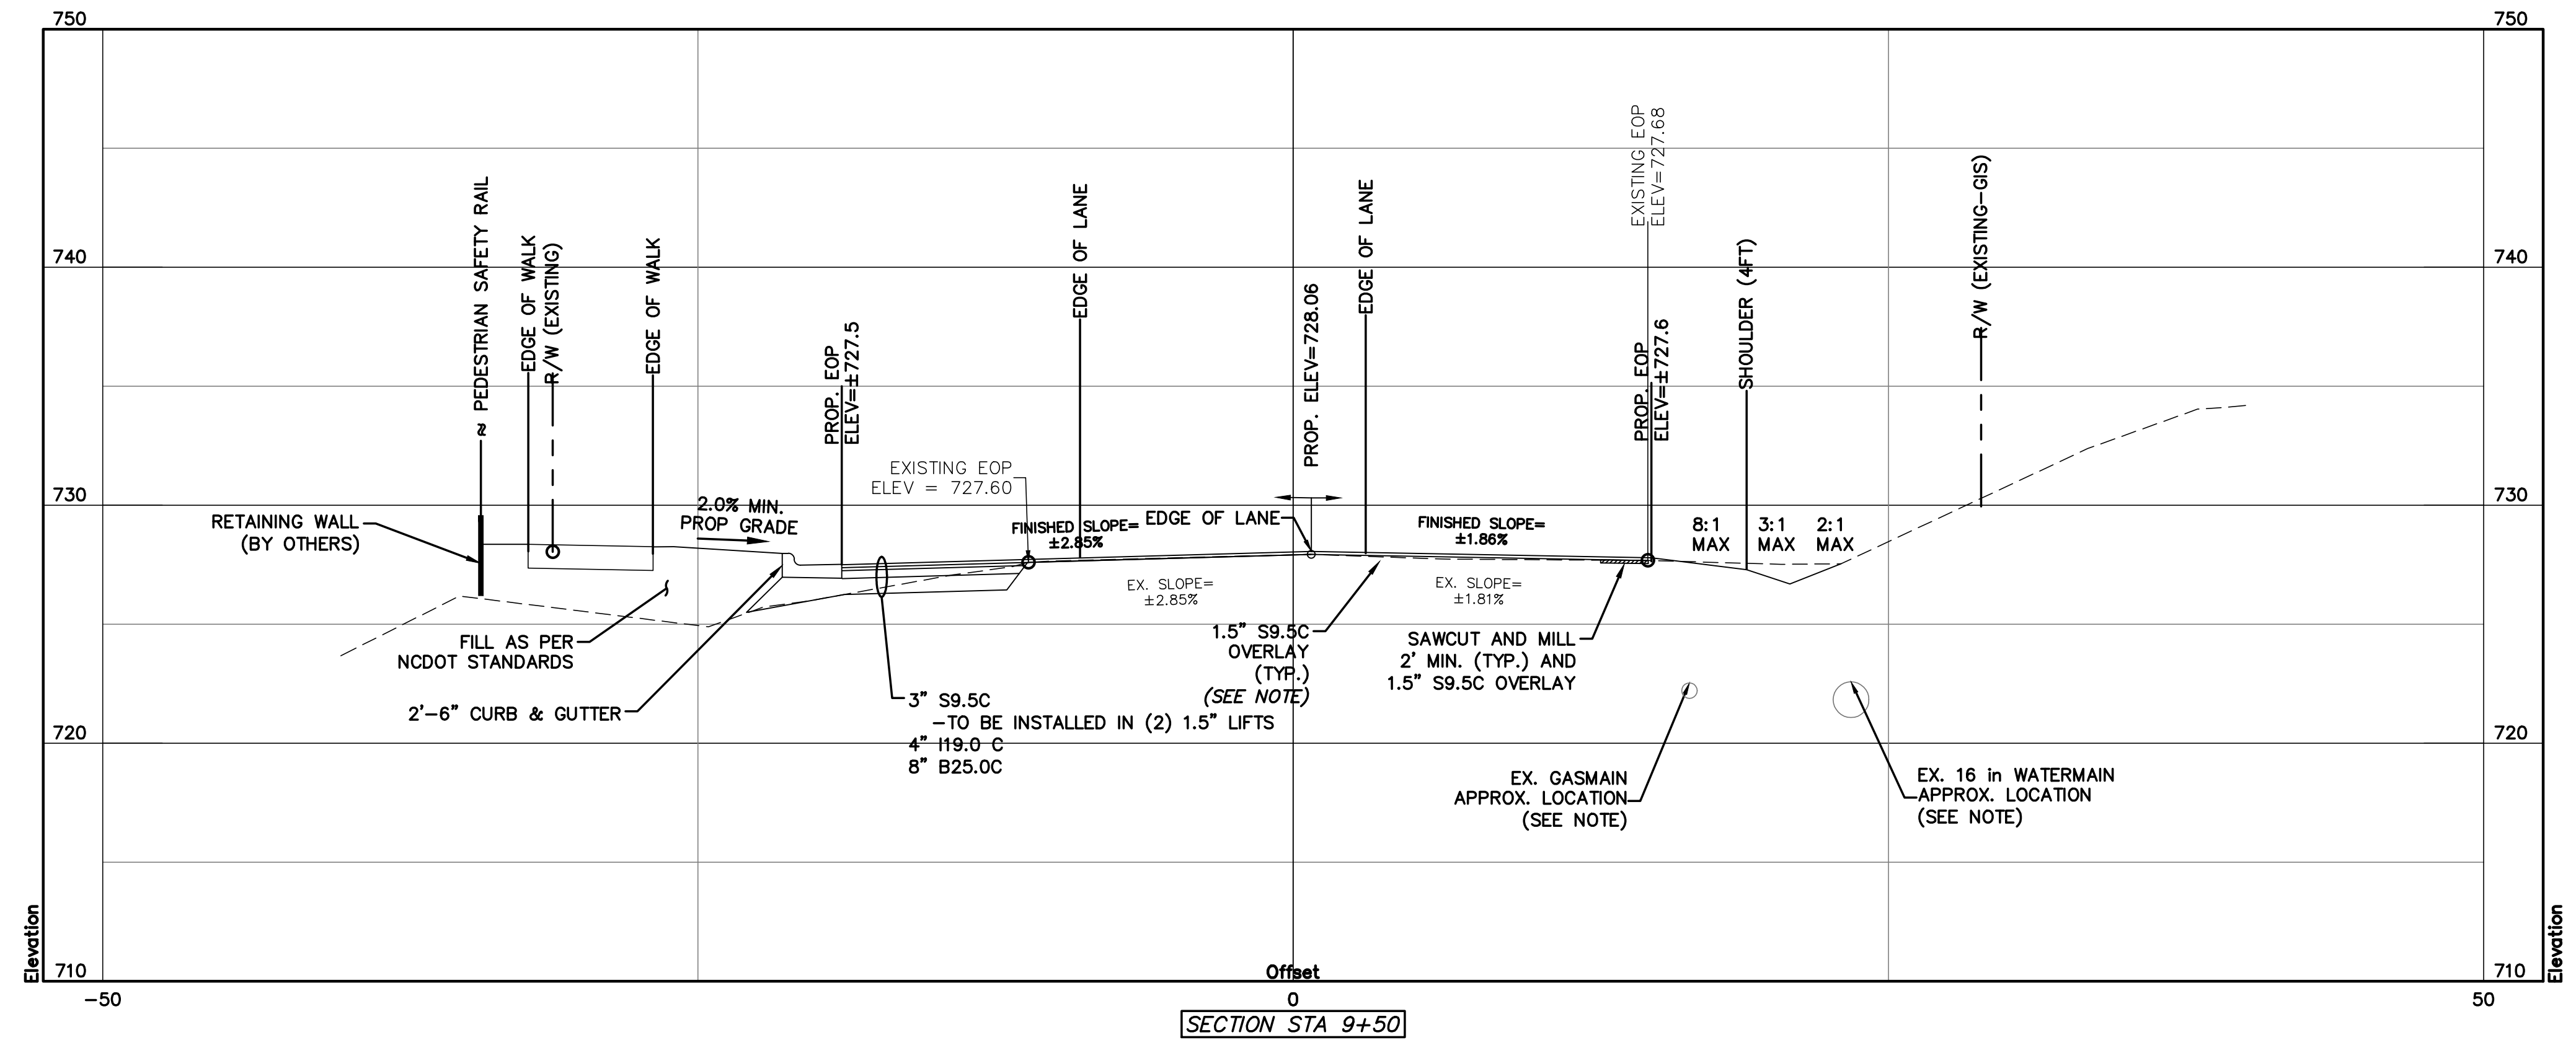 750
750
EXISTING EOP
ELEV=727.68
R/W (EXISTING-GIS)
PEDESTRIAN SAFETY RAIL
EDGE OF WALK
R/W (EXISTING)
EDGE OF WALK
EDGE OF LANE
EDGE OF LANE
SHOULDER (4FT)
740
740
PROP. EOP
ELEV=±727.5
PROP. ELEV=728.06
PROP. EOP
ELEV=±727.6
EXISTING EOP
ELEV = 727.60
730
730
2.0% MIN.
PROP GRADE
RETAINING WALL
(BY OTHERS)
FINISHED SLOPE=
±2.85%
EDGE OF LANE
FINISHED SLOPE=
±1.86%
8:1
MAX
3:1
MAX
2:1
MAX
EX. SLOPE=
±2.85%
EX. SLOPE=
±1.81%
FILL AS PER
NCDOT STANDARDS
1.5" S9.5C
OVERLAY
(TYP.)
(SEE NOTE)
SAWCUT AND MILL
2' MIN. (TYP.) AND
1.5" S9.5C OVERLAY
2'-6" CURB & GUTTER
3" S9.5C
-TO BE INSTALLED IN (2) 1.5" LIFTS
4" I19.0 C
8" B25.0C
720
720
EX. GASMAIN
APPROX. LOCATION
(SEE NOTE)
EX. 16 in WATERMAIN
APPROX. LOCATION
(SEE NOTE)
Elevation
Elevation
710
710
Offset
-50
0
50
SECTION STA 9+50